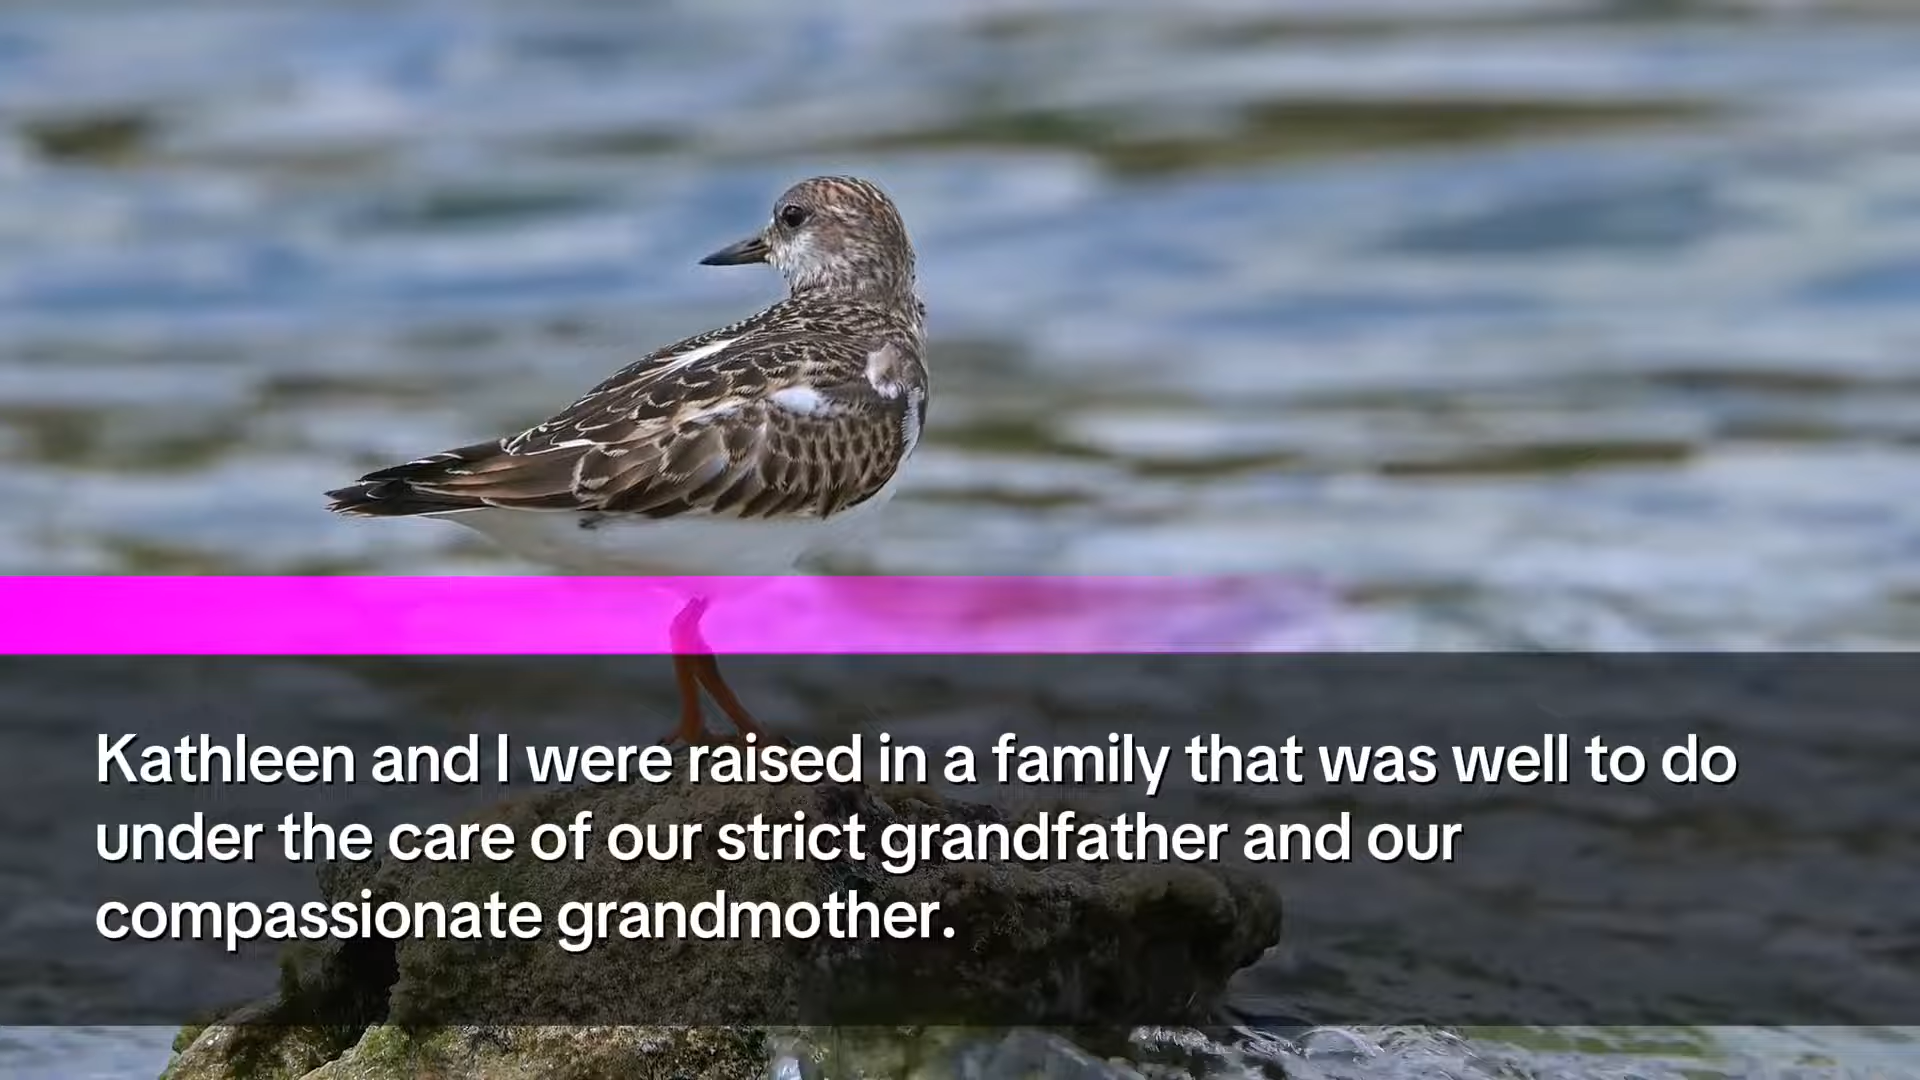 Kathleen and I were raised in a family that was well to do
under the care of our strict grandfather and our
compassionate grandmother.